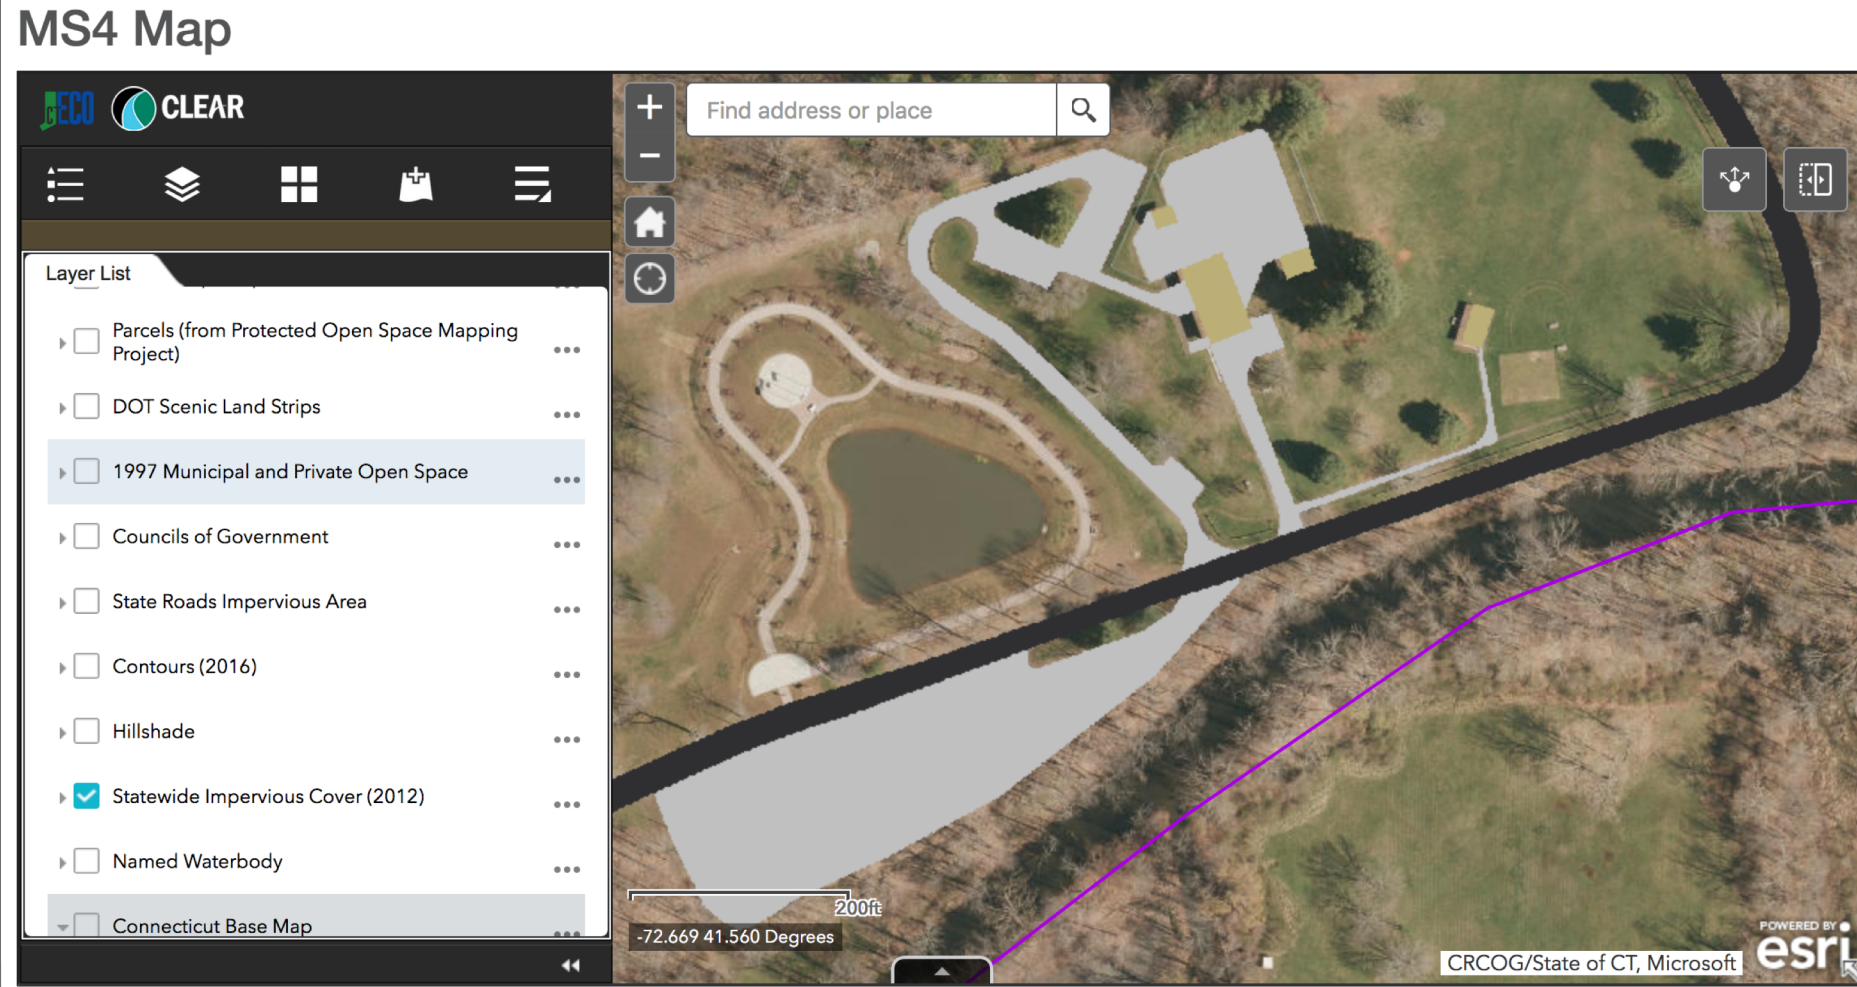 MS4 Map
CTECO
CLEAR
Find address or place
Layer List
Parcels (from Protected Open Space Mapping
Project)
DOT Scenic Land Strips
1997 Municipal and Private Open Space
Councils of Government
State Roads Impervious Area
Contours (2016)
Hillshade
Statewide Impervious Cover (2012)
Named Waterbody
Connecticut Base Map
200ft
-72.669 41.560 Degrees
CRCOG/State of CT, Microsoft
POWERED BY
esri